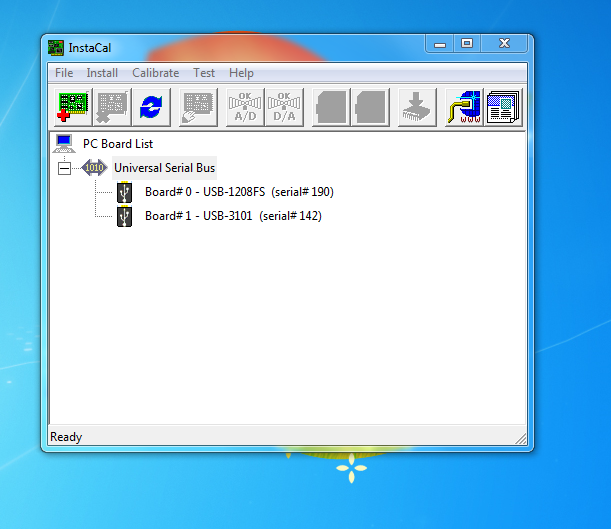 InstaCal
File Install Calibrate Test Help
OK A/D OK D/A
PC Board List
1010 Universal Serial Bus
Board# 0 - USB-1208FS (serial# 190)
Board# 1 - USB-3101 (serial# 142)
Ready